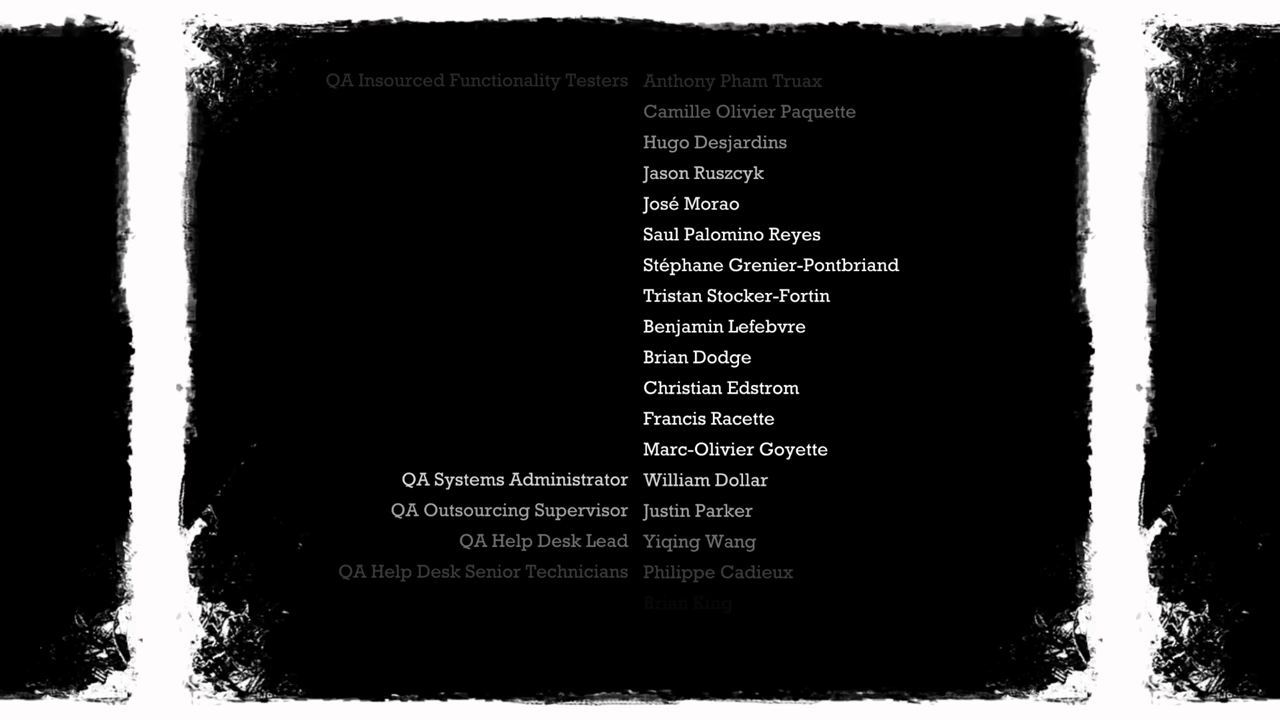 QA Insourced Functionality Testers Anthony Pham Truax
Camille Olivier Paquette
Hugo Desjardins
Jason Ruszcyk
José Morao
Saul Palomino Reyes
Stéphane Grenier-Pontbriand
Tristan Stocker-Fortin
Benjamin Lefebvre
Brian Dodge
Christian Edstrom
Francis Racette
Marc-Olivier Goyette
QA Systems Administrator William Dollar
QA Outsourcing Supervisor Justin Parker
QA Help Desk Lead Yiqing Wang
QA Help Desk Senior Technicians Philippe Cadieux
Brian King